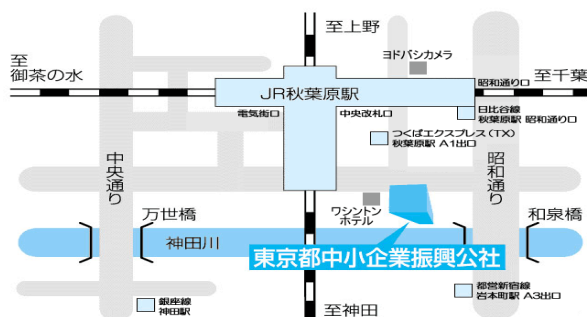 至上野
ヨドバシカメラ
至
御茶の水
昭和通り口
至千葉
JR秋葉原駅
電気街口
中央改札口
日比谷線
秋葉原駅 昭和通り口
つくばエクスプレス(TX)
秋葉原駅 A1出口
中央通り
昭和通り
万世橋
ワシントン
ホテル
和泉橋
神田川
東京都中小企業振興公社
銀座線
神田駅
至神田
都営新宿線
岩本町駅 A3出口